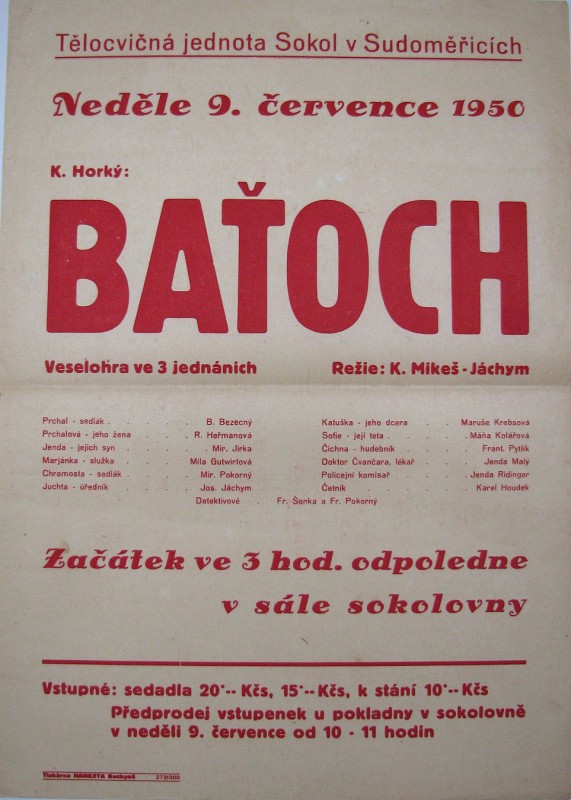 Tělocvičná jednota Sokol v Sudoměřicích
Neděle 9. července 1950
K. Horký:
BAŤOCH
Veselohra ve 3 jednáních Režie: K. Mikeš - Jáchym
Prchal - sedlák . . . . . B. Bezecný
Prchalová - jeho žena . . . . . R. Heřmanová
Jenda - jejich syn . . . . . Mir. Jirka
Marjánka - služka . . . . . Míla Gutwirtová
Chramosta - sedlák . . . . . Mir. Pokorný
Juchta - úředník . . . . . Jos. Jáchym
Katuška - jeho dcera . . . . . Maruše Krebsová
Sofie - její teta . . . . . Máňa Kolářová
Čichna - hudebník . . . . . Frant. Pytlík
Doktor Čvančara, lékař . . . . . Jenda Malý
Policejní komisař . . . . . Jenda Ridinger
Četník . . . . . Karel Houdek
Detektivové . . Fr. Šonka a Fr. Pokorný
Začátek ve 3 hod. odpoledne
v sále sokolovny
Vstupné: sedadla 20·-- Kčs, 15·-- Kčs, k stání 10·-- Kčs
Předprodej vstupenek u pokladny v sokolovně
v neděli 9. července od 10 - 11 hodin
Tiskárna Bechyně